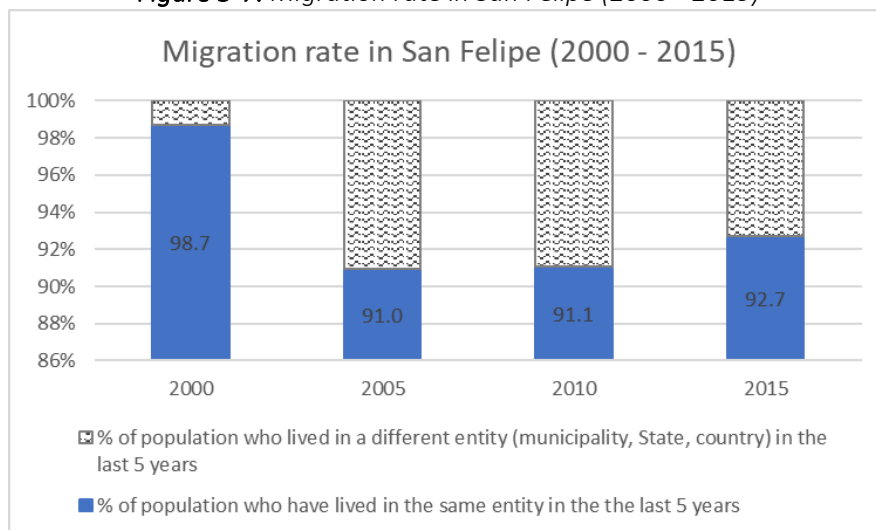 Migration rate in San Felipe (2000 - 2015)
100%
98%
96%
94%
92%
90%
88%
86%
98.7
91.0
91.1
92.7
2000 2005 2010 2015
% of population who lived in a different entity (municipality, State, country) in the
last 5 years
% of population who have lived in the same entity in the the last 5 years